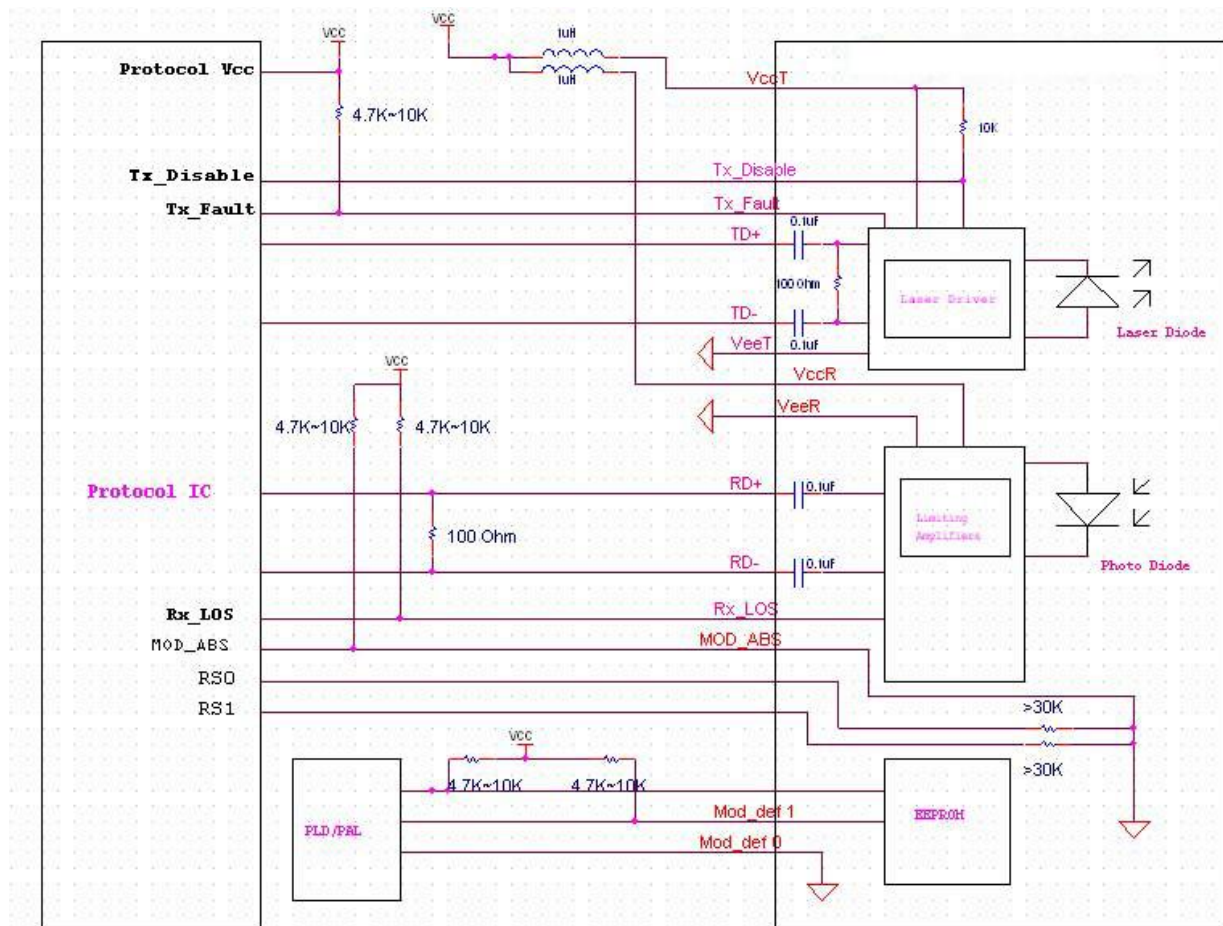 VCC
VCC
1uH
1uH
Protocol Vcc
VccT
4.7K~10K
10K
Tx_Disable
Tx_Disable
Tx_Fault
Tx_Fault
0.1uF
TD+
100 Ohm
Laser Driver
TD-
0.1uF
Laser Diode
VeeT
VCC
VccR
VeeR
4.7K~10K
4.7K~10K
Protocol IC
RD+
0.1uF
Limiting
Amplifiers
100 Ohm
RD-
0.1uF
Photo Diode
Rx_LOS
Rx_LOS
MOD_ABS
MOD_ABS
RS0
RS1
>30K
>30K
VCC
4.7K~10K
4.7K~10K
PLD/PAL
Mod_def 1
EEPROM
Mod_def 0